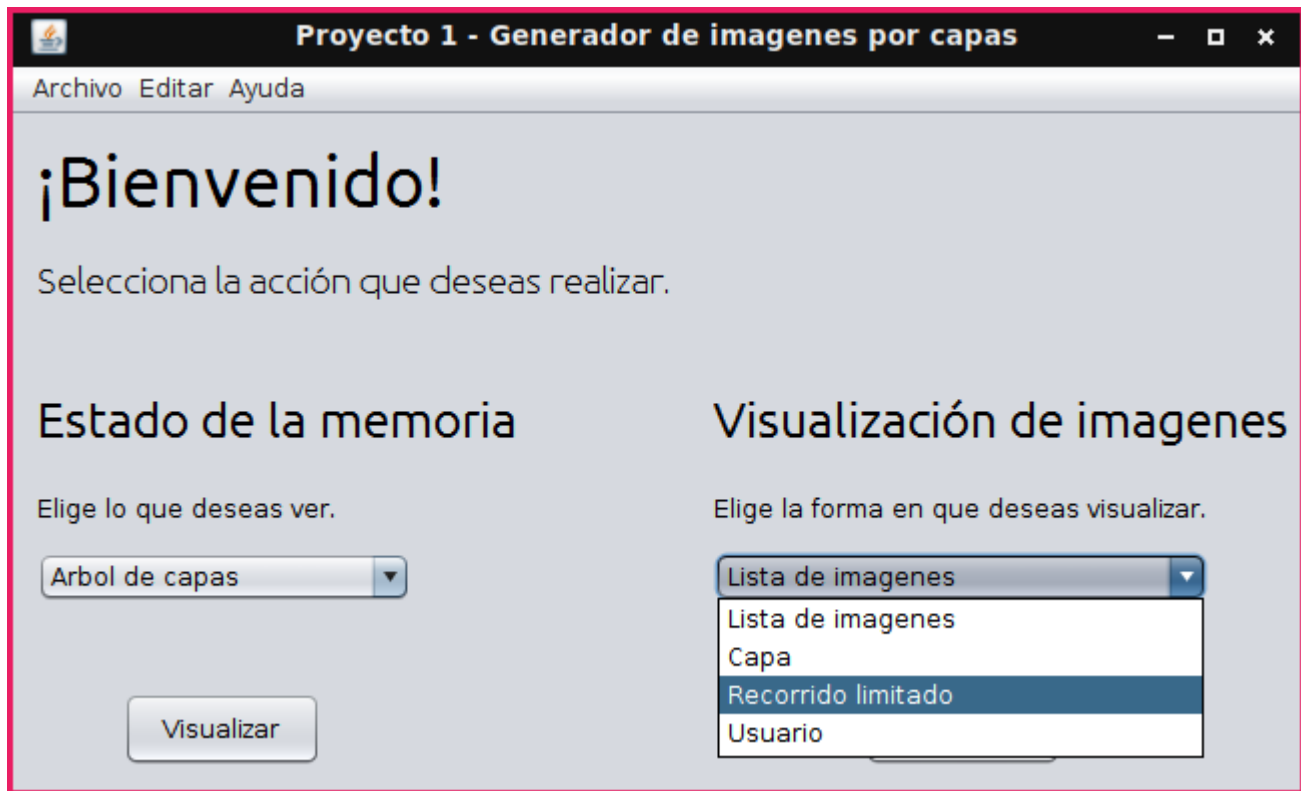 Proyecto 1 - Generador de imagenes por capas
Archivo Editar Ayuda
¡Bienvenido!
Selecciona la acción que deseas realizar.
Estado de la memoria
Elige lo que deseas ver.
Arbol de capas
Visualizar
Visualización de imagenes
Elige la forma en que deseas visualizar.
Lista de imagenes
Lista de imagenes
Capa
Recorrido limitado
Usuario